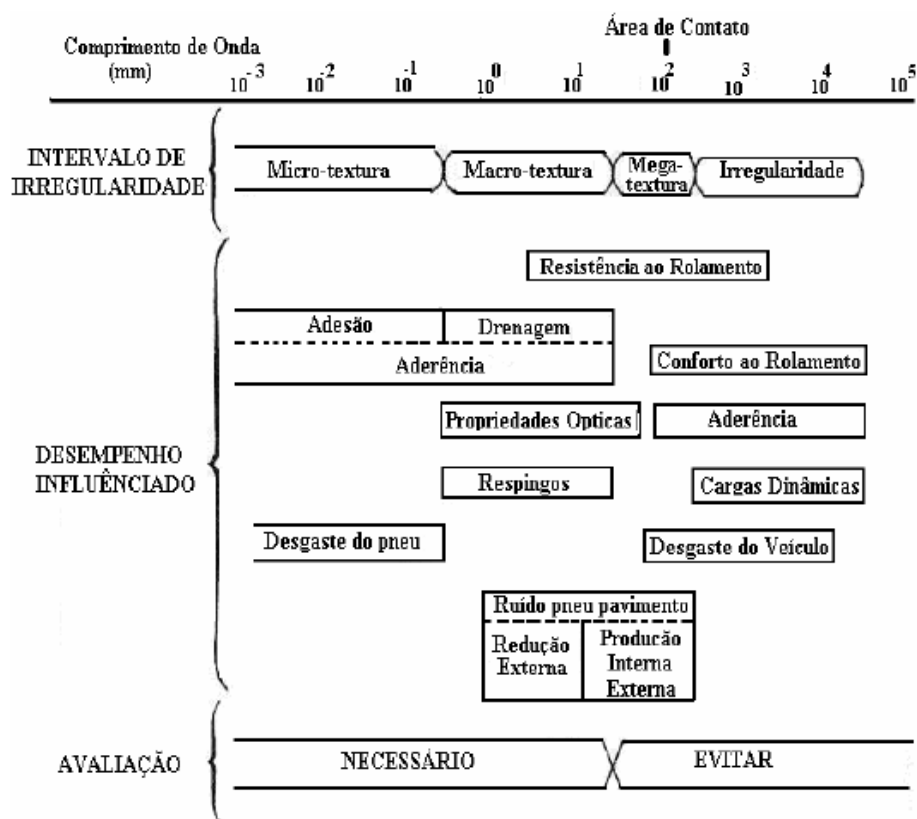 Área de Contato
Comprimento de Onda
(mm)
10⁻³ 10⁻² 10⁻¹ 10⁰ 10¹ 10² 10³ 10⁴ 10⁵
INTERVALO DE
IRREGULARIDADE
Micro-textura
Macro-textura
Mega-
textura
Irregularidade
Resistência ao Rolamento
Adesão
Drenagem
Aderência
Conforto ao Rolamento
Propriedades Opticas
Aderência
DESEMPENHO
INFLUÊNCIADO
Respingos
Cargas Dinâmicas
Desgaste do pneu
Desgaste do Veículo
Ruído pneu pavimento
Redução
Externa
Producão
Interna
Externa
AVALIAÇÃO
NECESSÁRIO
EVITAR